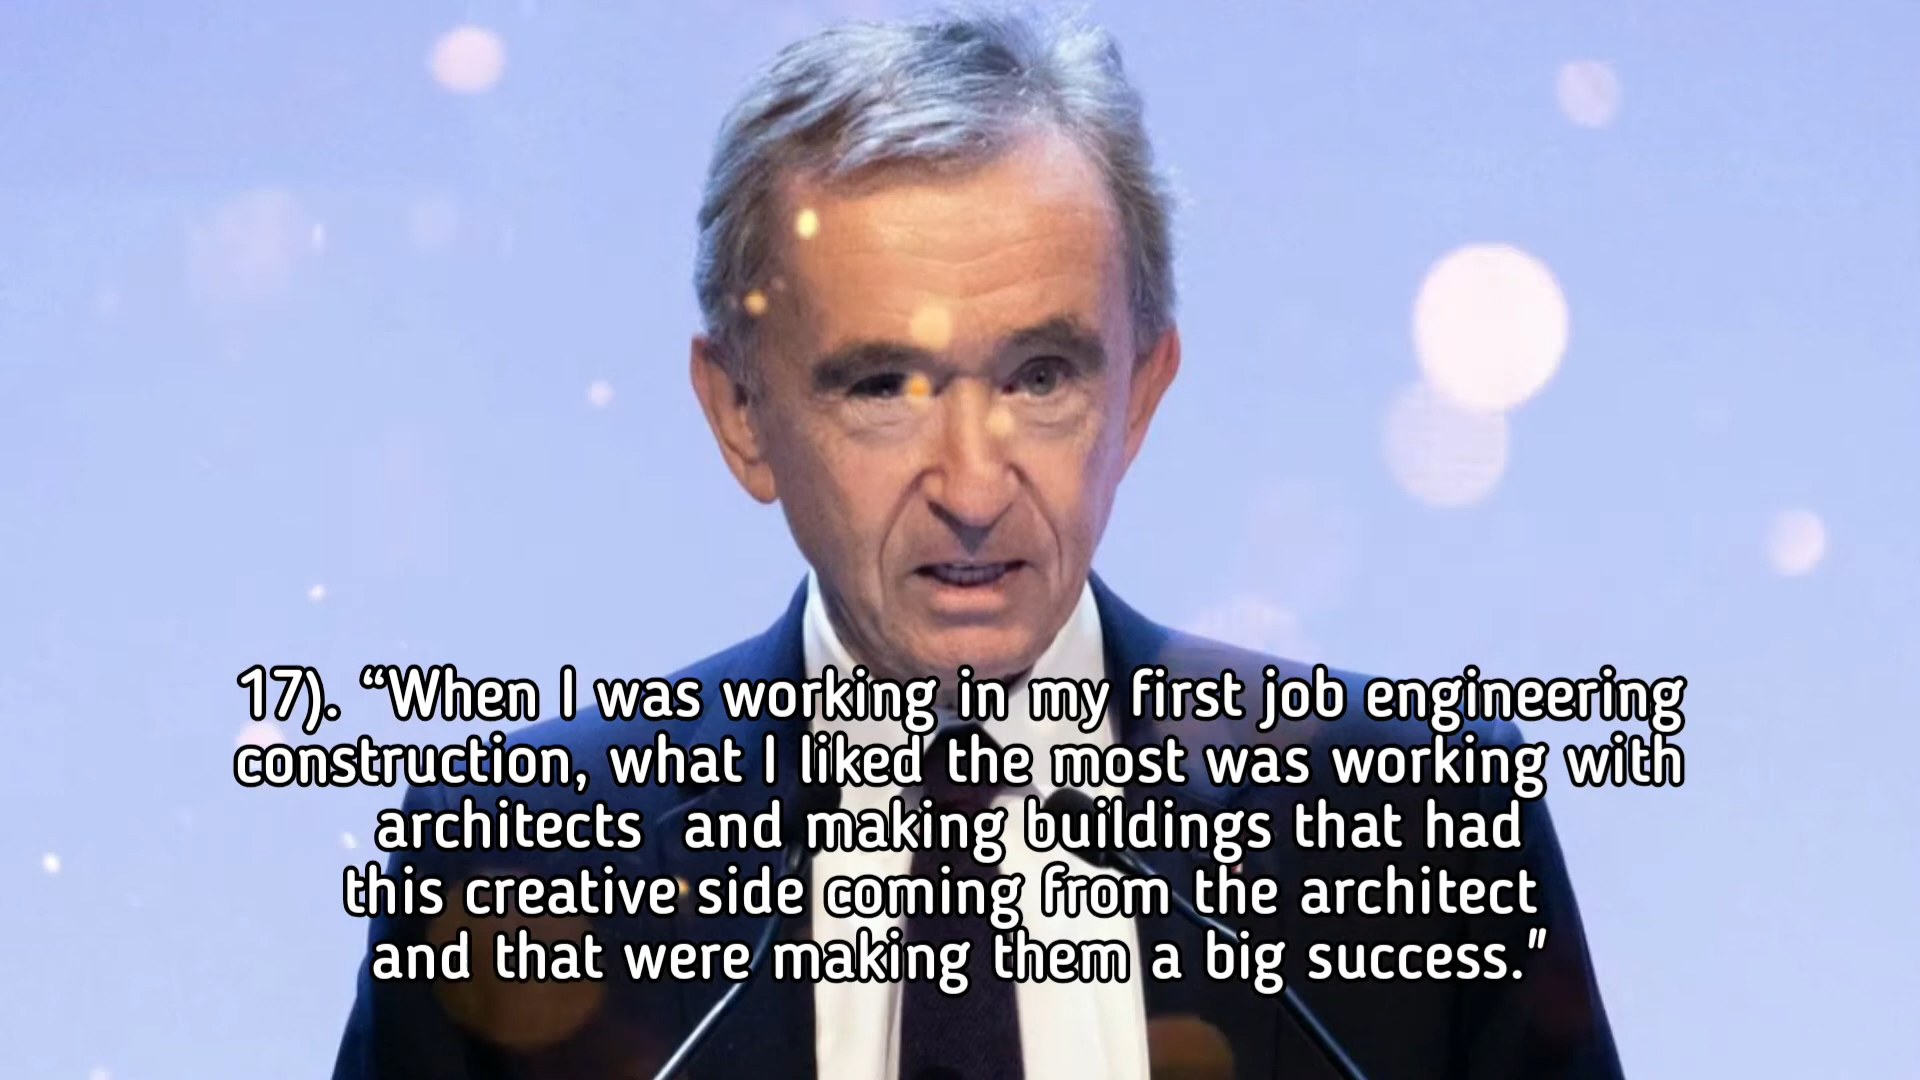 17). “When I was working in my first job engineering
construction, what I liked the most was working with
architects  and making buildings that had
this creative side coming from the architect
and that were making them a big success."